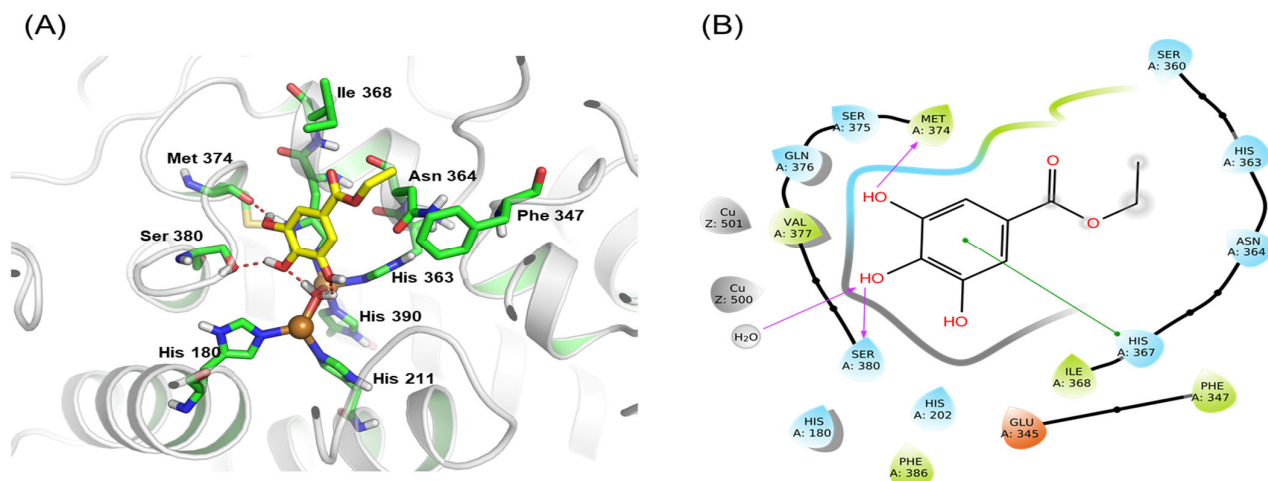 (A)
Ile 368
Met 374
Asn 364
Phe 347
Ser 380
His 363
His 390
His 180
His 211
(B)
SER
A: 360
SER
A: 375
MET
A: 374
GLN
A: 376
HIS
A: 363
O
HO
O
Cu
Z: 501
VAL
A: 377
ASN
A: 364
HO
Cu
Z: 500
H₂O
HO
HIS
A: 367
SER
A: 380
ILE
A: 368
PHE
A: 347
HIS
A: 202
HIS
A: 180
GLU
A: 345
PHE
A: 386